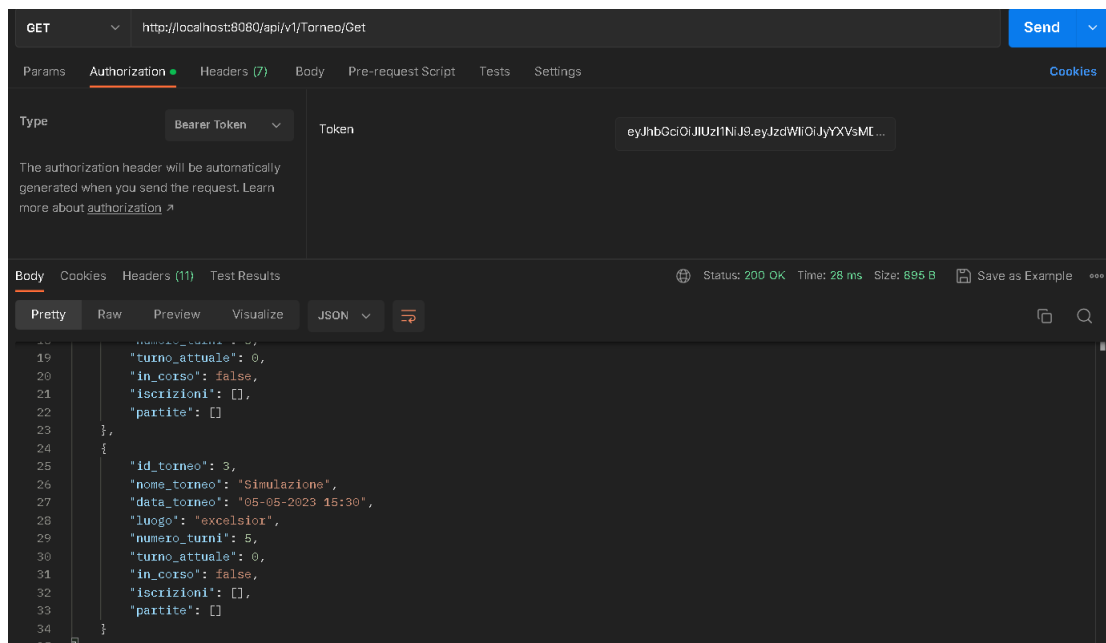 GET http://localhost:8080/api/v1/Torneo/Get Send
Params Authorization Headers (7) Body Pre-request Script Tests Settings Cookies
Type Bearer Token Token eyJhbGciOiJIUzI1NiJ9.eyJzdWIiOiJyYXVsME...
The authorization header will be automatically
generated when you send the request. Learn
more about authorization ↗
Body Cookies Headers (11) Test Results Status: 200 OK Time: 28 ms Size: 895 B Save as Example
Pretty Raw Preview Visualize JSON
19 "turno_attuale": 0,
20 "in_corso": false,
21 "iscrizioni": [],
22 "partite": []
23 },
24 {
25 "id_torneo": 3,
26 "nome_torneo": "Simulazione",
27 "data_torneo": "05-05-2023 15:30",
28 "luogo": "excelsior",
29 "numero_turni": 5,
30 "turno_attuale": 0,
31 "in_corso": false,
32 "iscrizioni": [],
33 "partite": []
34 }